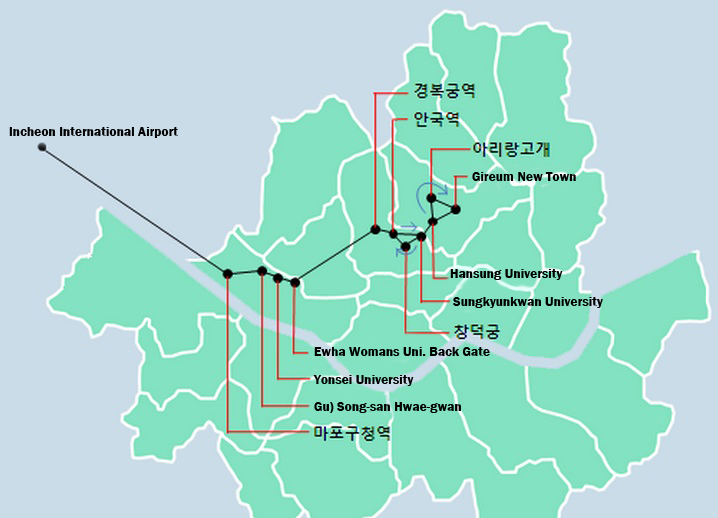 경복궁역
안국역
Incheon International Airport
아리랑고개
Gireum New Town
Hansung University
Sungkyunkwan University
창덕궁
Ewha Womans Uni. Back Gate
Yonsei University
Gu) Song-san Hwae-gwan
마포구청역